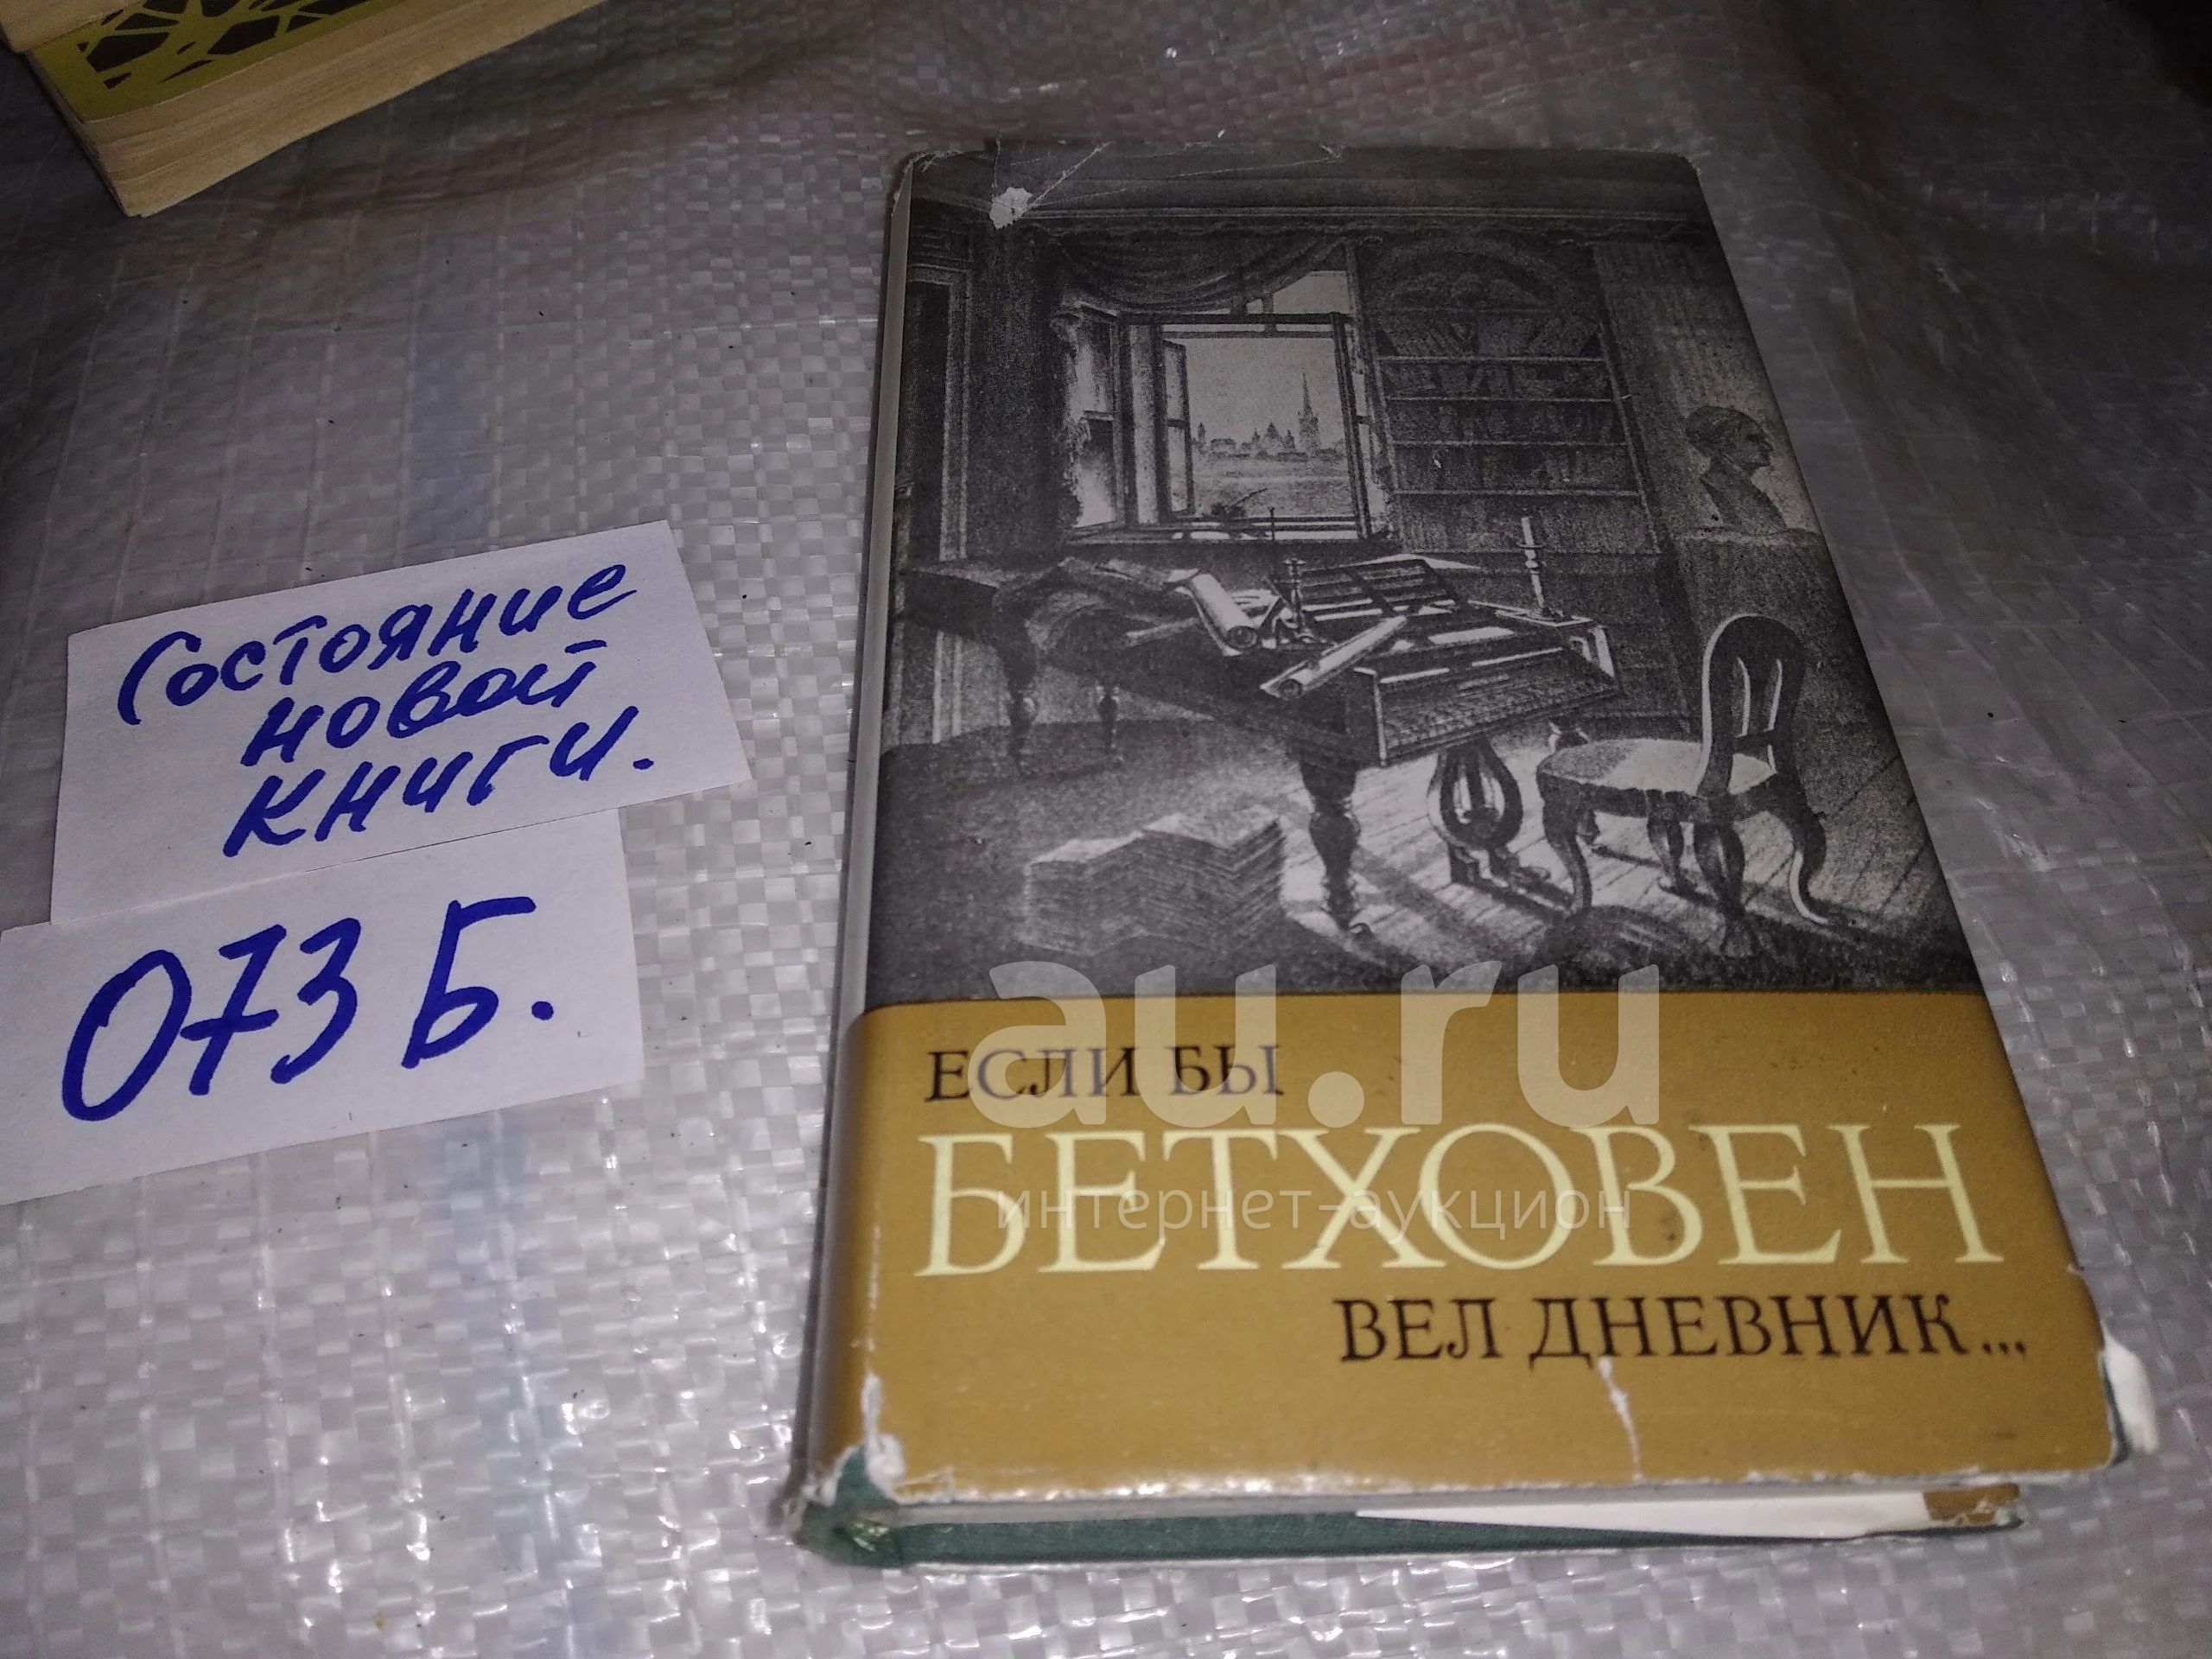 Состояние
новой
книги.
073 Б.
ЕСЛИ БЫ
БЕТХОВЕН
ВЕЛ ДНЕВНИК...
au.ru
интернет-аукцион